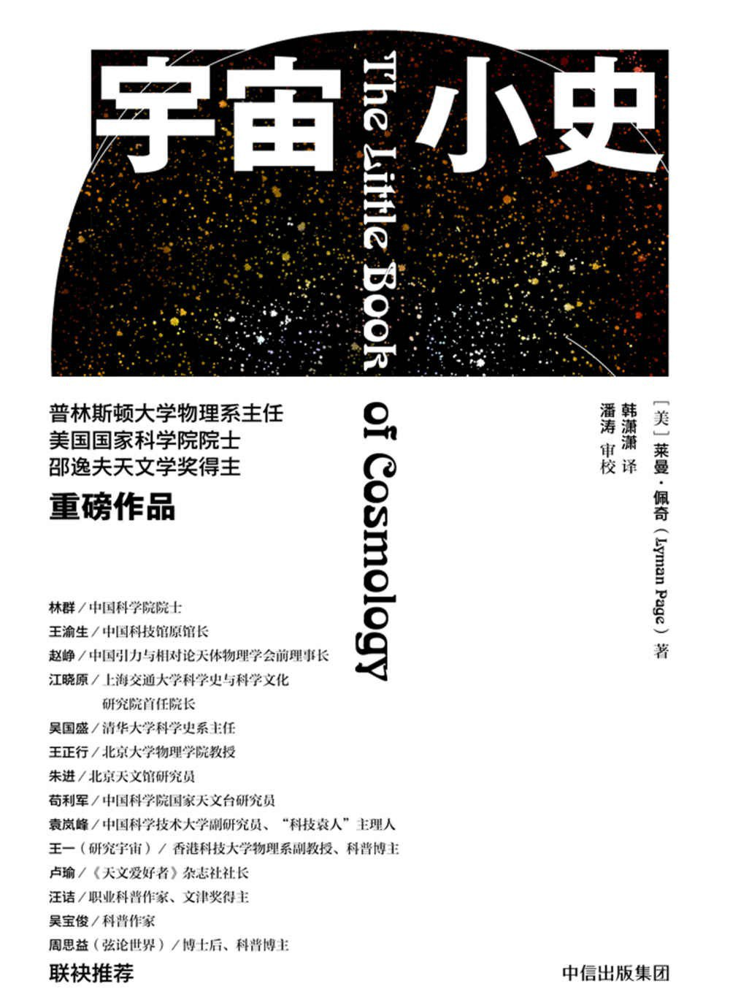 宇宙 小史
The Little Book of Cosmology
普林斯顿大学物理系主任
美国国家科学院院士
邵逸夫天文学奖得主
重磅作品
［美］莱曼·佩奇（Lyman Page）著
韩潇潇 译
潘涛 审校
林群／中国科学院院士
王渝生／中国科技馆原馆长
赵峥／中国引力与相对论天体物理学会前理事长
江晓原／上海交通大学科学史与科学文化
研究院首任院长
吴国盛／清华大学科学史系主任
王正行／北京大学物理学院教授
朱进／北京天文馆研究员
苟利军／中国科学院国家天文台研究员
袁岚峰／中国科学技术大学副研究员、“科技袁人”主理人
王一（研究宇宙）／香港科技大学物理系副教授、科普博主
卢瑜／《天文爱好者》杂志社社长
汪诘／职业科普作家、文津奖得主
吴宝俊／科普作家
周思益（弦论世界）／博士后、科普博主
联袂推荐
中信出版集团